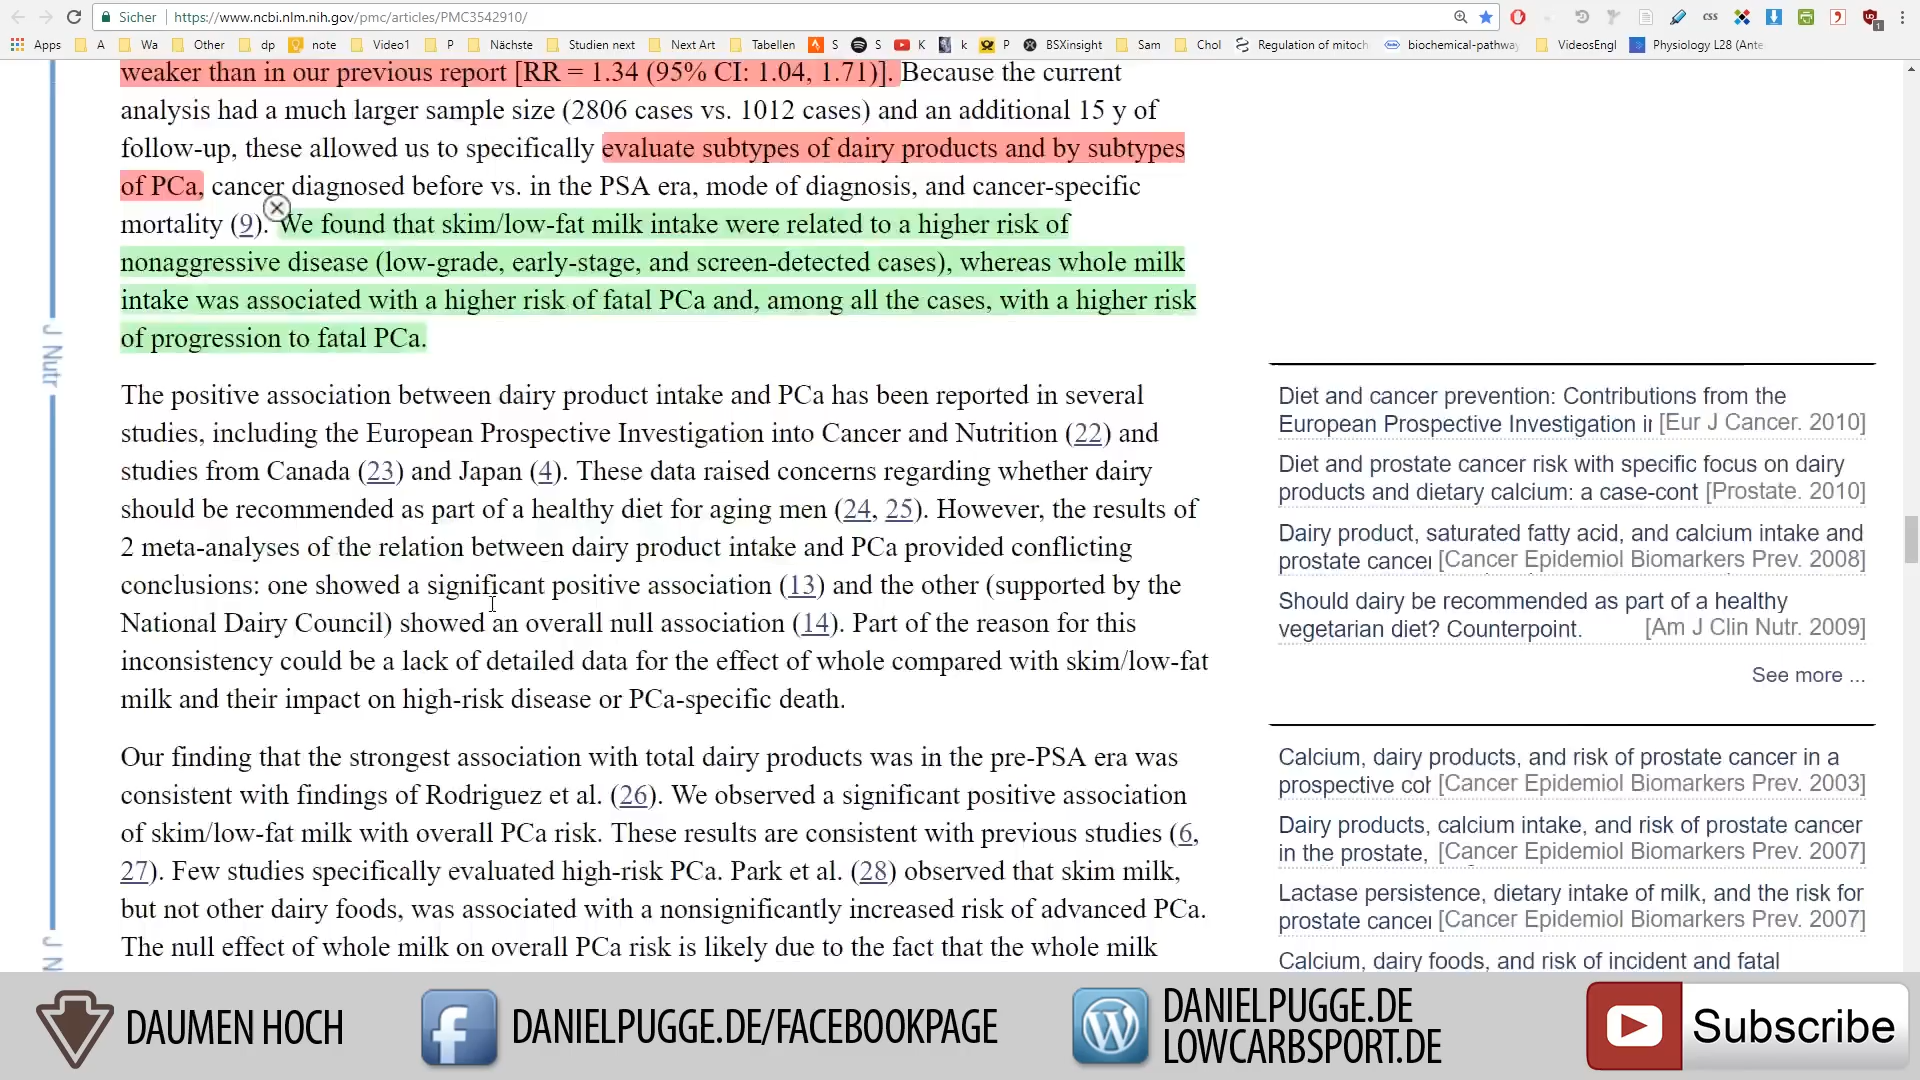 Sicher
https://www.ncbi.nlm.nih.gov/pmc/articles/PMC3542910/
css
1
Apps A Wa Other dp note Video1 P Nächste Studien next Next Art Tabellen S S K k P BSXinsight Sam Chol Regulation of mitoch biochemical-pathwa VideosEngl Physiology L28 (Ante
weaker than in our previous report [RR = 1.34 (95% CI: 1.04, 1.71)]. Because the current
analysis had a much larger sample size (2806 cases vs. 1012 cases) and an additional 15 y of
follow-up, these allowed us to specifically evaluate subtypes of dairy products and by subtypes
of PCa, cancer diagnosed before vs. in the PSA era, mode of diagnosis, and cancer-specific
mortality (9). We found that skim/low-fat milk intake were related to a higher risk of
nonaggressive disease (low-grade, early-stage, and screen-detected cases), whereas whole milk
intake was associated with a higher risk of fatal PCa and, among all the cases, with a higher risk
of progression to fatal PCa.
J Nutr
The positive association between dairy product intake and PCa has been reported in several
studies, including the European Prospective Investigation into Cancer and Nutrition (22) and
studies from Canada (23) and Japan (4). These data raised concerns regarding whether dairy
should be recommended as part of a healthy diet for aging men (24, 25). However, the results of
2 meta-analyses of the relation between dairy product intake and PCa provided conflicting
conclusions: one showed a significant positive association (13) and the other (supported by the
National Dairy Council) showed an overall null association (14). Part of the reason for this
inconsistency could be a lack of detailed data for the effect of whole compared with skim/low-fat
milk and their impact on high-risk disease or PCa-specific death.
Our finding that the strongest association with total dairy products was in the pre-PSA era was
consistent with findings of Rodriguez et al. (26). We observed a significant positive association
of skim/low-fat milk with overall PCa risk. These results are consistent with previous studies (6,
27). Few studies specifically evaluated high-risk PCa. Park et al. (28) observed that skim milk,
but not other dairy foods, was associated with a nonsignificantly increased risk of advanced PCa.
The null effect of whole milk on overall PCa risk is likely due to the fact that the whole milk
J N
Diet and cancer prevention: Contributions from the
European Prospective Investigation ir [Eur J Cancer. 2010]
Diet and prostate cancer risk with specific focus on dairy
products and dietary calcium: a case-cont [Prostate. 2010]
Dairy product, saturated fatty acid, and calcium intake and
prostate cancer [Cancer Epidemiol Biomarkers Prev. 2008]
Should dairy be recommended as part of a healthy
vegetarian diet? Counterpoint. [Am J Clin Nutr. 2009]
See more ...
Calcium, dairy products, and risk of prostate cancer in a
prospective col [Cancer Epidemiol Biomarkers Prev. 2003]
Dairy products, calcium intake, and risk of prostate cancer
in the prostate, [Cancer Epidemiol Biomarkers Prev. 2007]
Lactase persistence, dietary intake of milk, and the risk for
prostate cancer [Cancer Epidemiol Biomarkers Prev. 2007]
Calcium, dairy foods, and risk of incident and fatal
DAUMEN HOCH
DANIELPUGGE.DE/FACEBOOKPAGE
DANIELPUGGE.DE
LOWCARBSPORT.DE
Subscribe